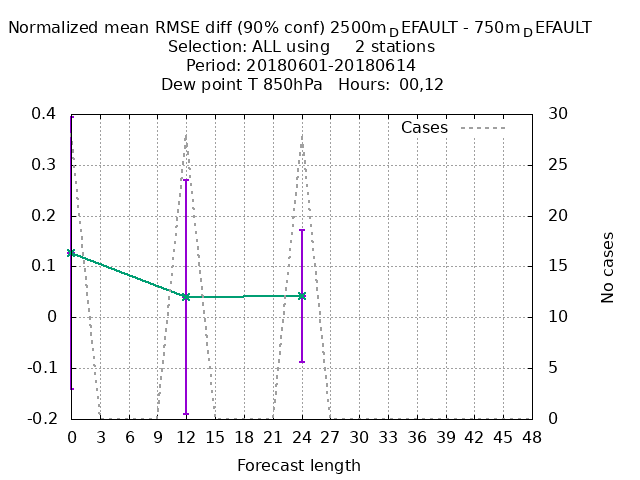 Normalized mean RMSE diff (90% conf) 2500mDEFAULT - 750mDEFAULT
Selection: ALL using 2 stations
Period: 20180601-20180614
Dew point T 850hPa Hours: 00,12
Cases
0.4
0.3
0.2
0.1
0
-0.1
-0.2
30
25
20
15
10
5
0
No cases
0 3 6 9 12 15 18 21 24 27 30 33 36 39 42 45 48
Forecast length